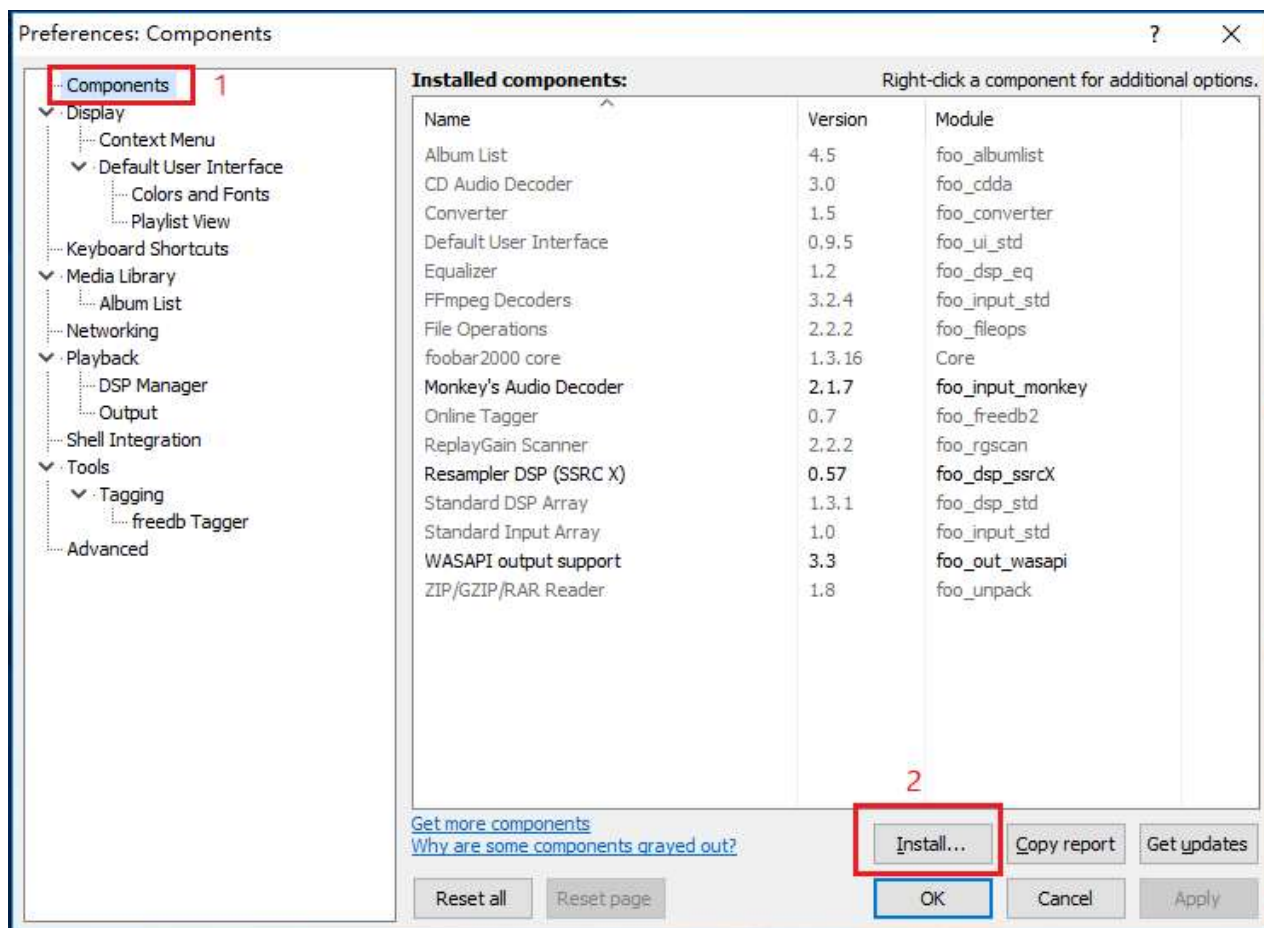 Preferences: Components
?
Components
1
Display
Context Menu
Default User Interface
Colors and Fonts
Playlist View
Keyboard Shortcuts
Media Library
Album List
Networking
Playback
DSP Manager
Output
Shell Integration
Tools
Tagging
freedb Tagger
Advanced
Installed components: Right-click a component for additional options.
Name Version Module
Album List 4.5 foo_albumlist
CD Audio Decoder 3.0 foo_cdda
Converter 1.5 foo_converter
Default User Interface 0.9.5 foo_ui_std
Equalizer 1.2 foo_dsp_eq
FFmpeg Decoders 3.2.4 foo_input_std
File Operations 2.2.2 foo_fileops
foobar2000 core 1.3.16 Core
Monkey's Audio Decoder 2.1.7 foo_input_monkey
Online Tagger 0.7 foo_freedb2
ReplayGain Scanner 2.2.2 foo_rgscan
Resampler DSP (SSRC X) 0.57 foo_dsp_ssrcX
Standard DSP Array 1.3.1 foo_dsp_std
Standard Input Array 1.0 foo_input_std
WASAPI output support 3.3 foo_out_wasapi
ZIP/GZIP/RAR Reader 1.8 foo_unpack
2
Get more components
Why are some components grayed out?
Install... Copy report Get updates
Reset all Reset page OK Cancel Apply